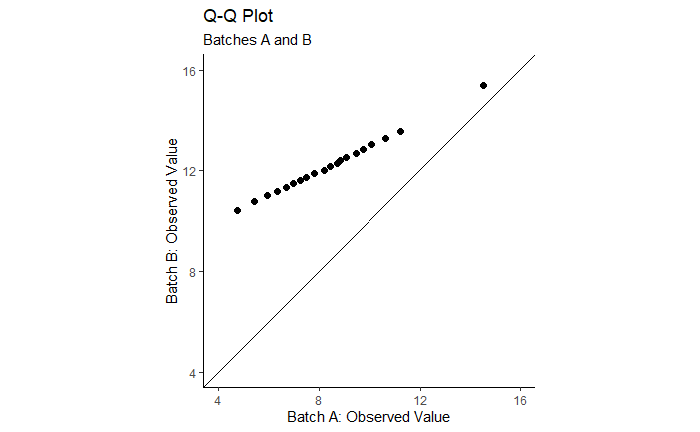 Q-Q Plot
Batches A and B
16
12
8
4
Batch B: Observed Value
4 8 12 16
Batch A: Observed Value